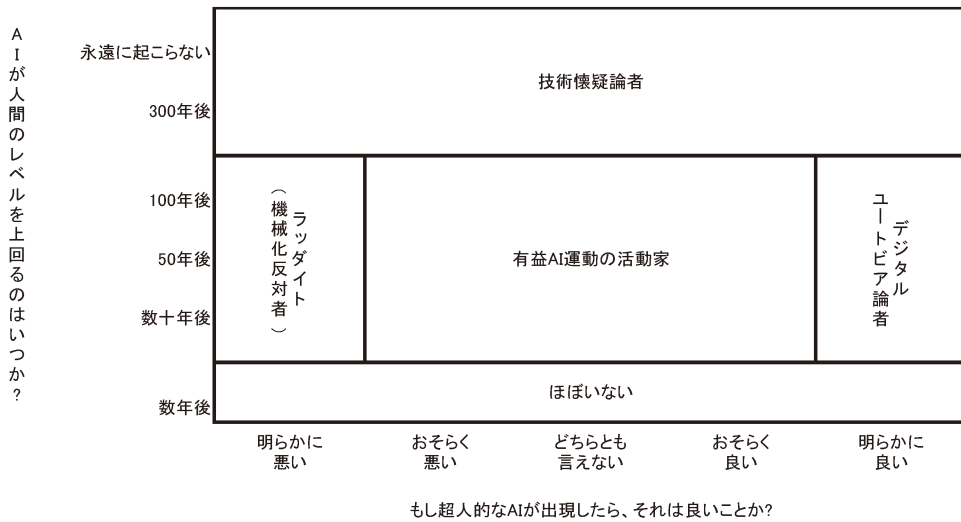 AIが人間のレベルを上回るのはいつか?
永遠に起こらない
300年後
100年後
50年後
数十年後
数年後
技術懐疑論者
ラッダイト
(機械化反対者)
有益AI運動の活動家
デジタル
ユートビア論者
ほぼいない
明らかに
悪い
おそらく
悪い
どちらとも
言えない
おそらく
良い
明らかに
良い
もし超人的なAIが出現したら、それは良いことか?